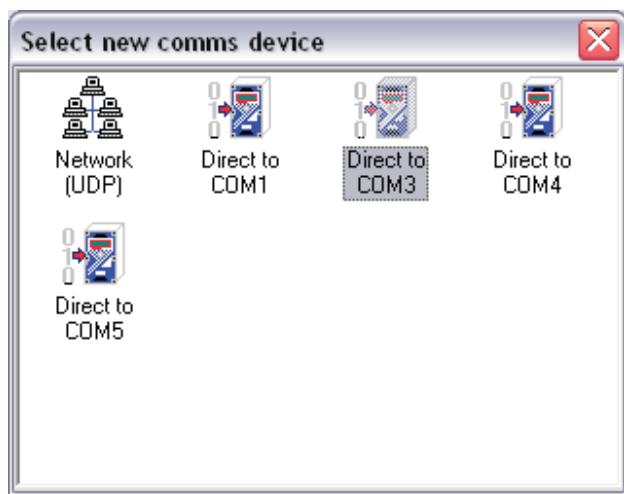 Select new comms device
Network
(UDP)
Direct to
COM1
Direct to
COM3
Direct to
COM4
Direct to
COM5